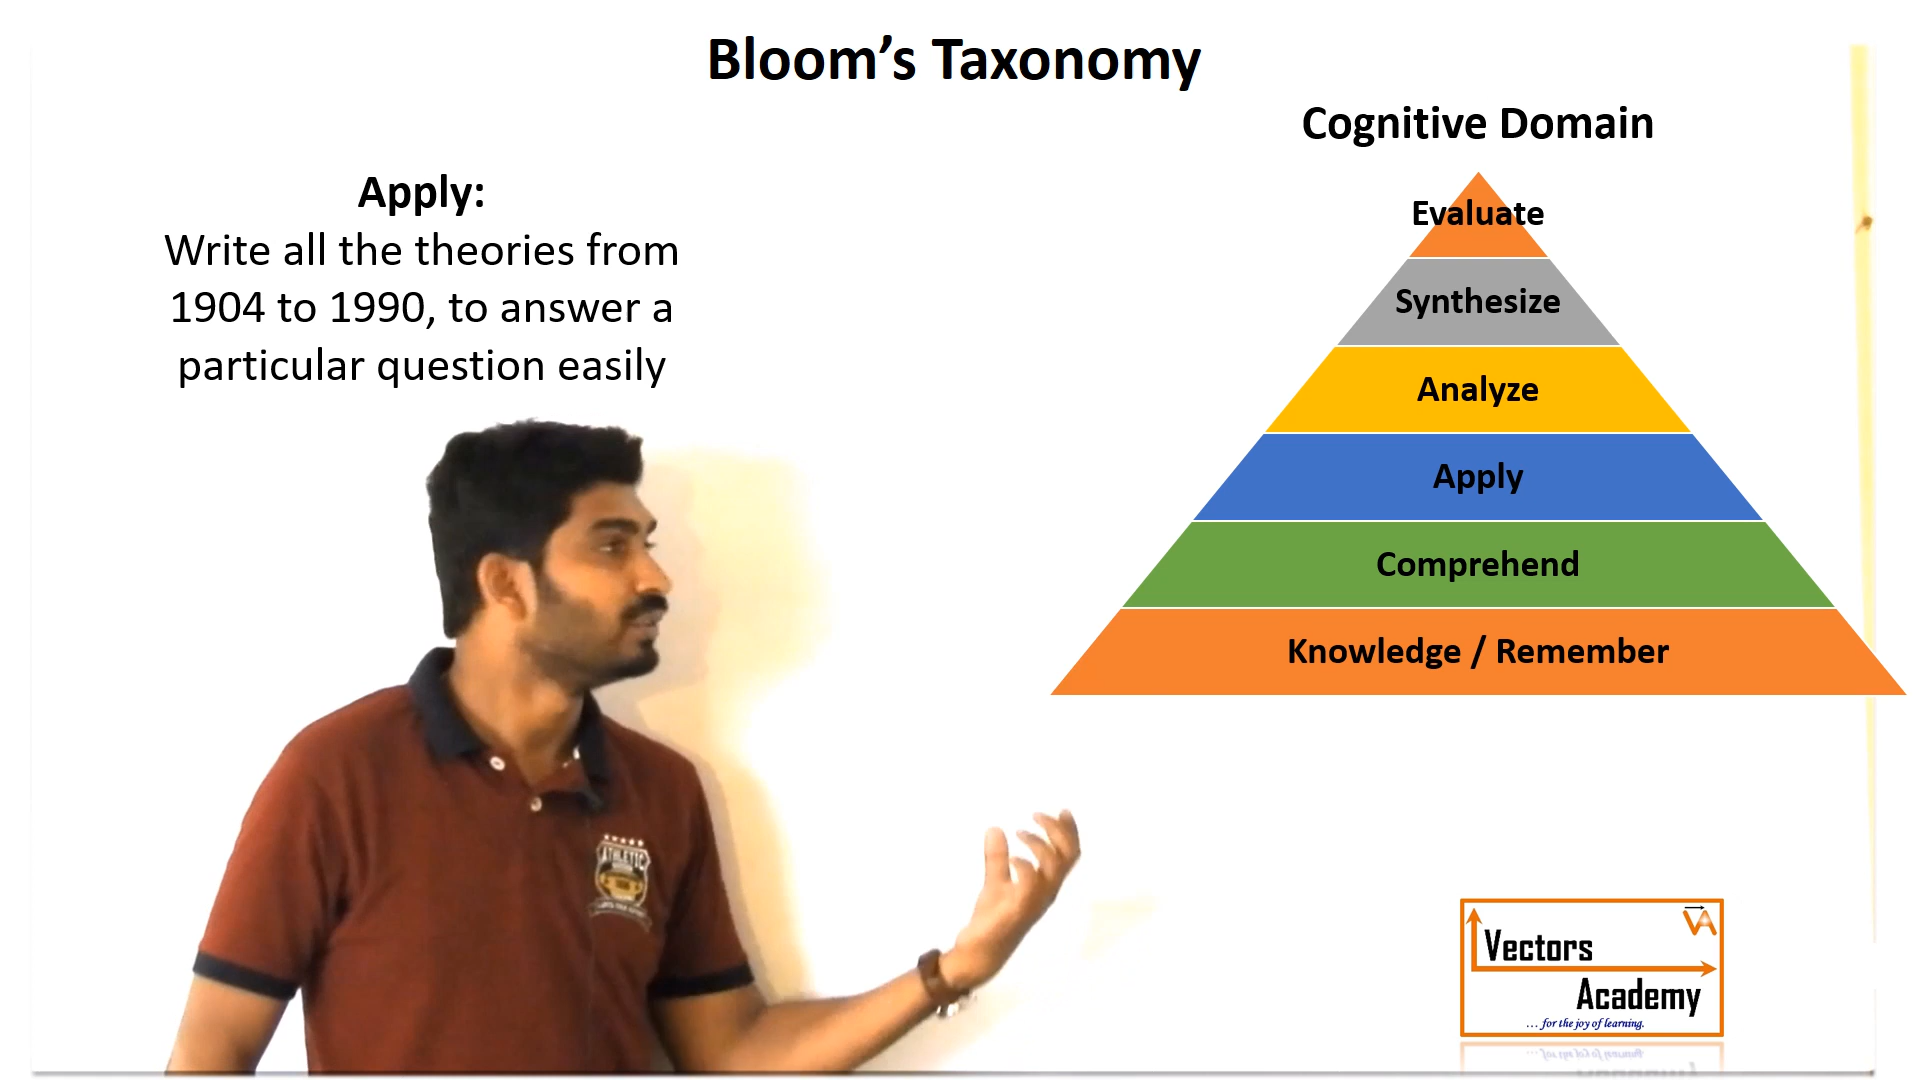 Bloom's Taxonomy
Cognitive Domain
Apply:
Write all the theories from
1904 to 1990, to answer a
particular question easily
Evaluate
Synthesize
Analyze
Apply
Comprehend
Knowledge / Remember
ATHLETIC
VA
Vectors
Academy
... for the joy of learning.